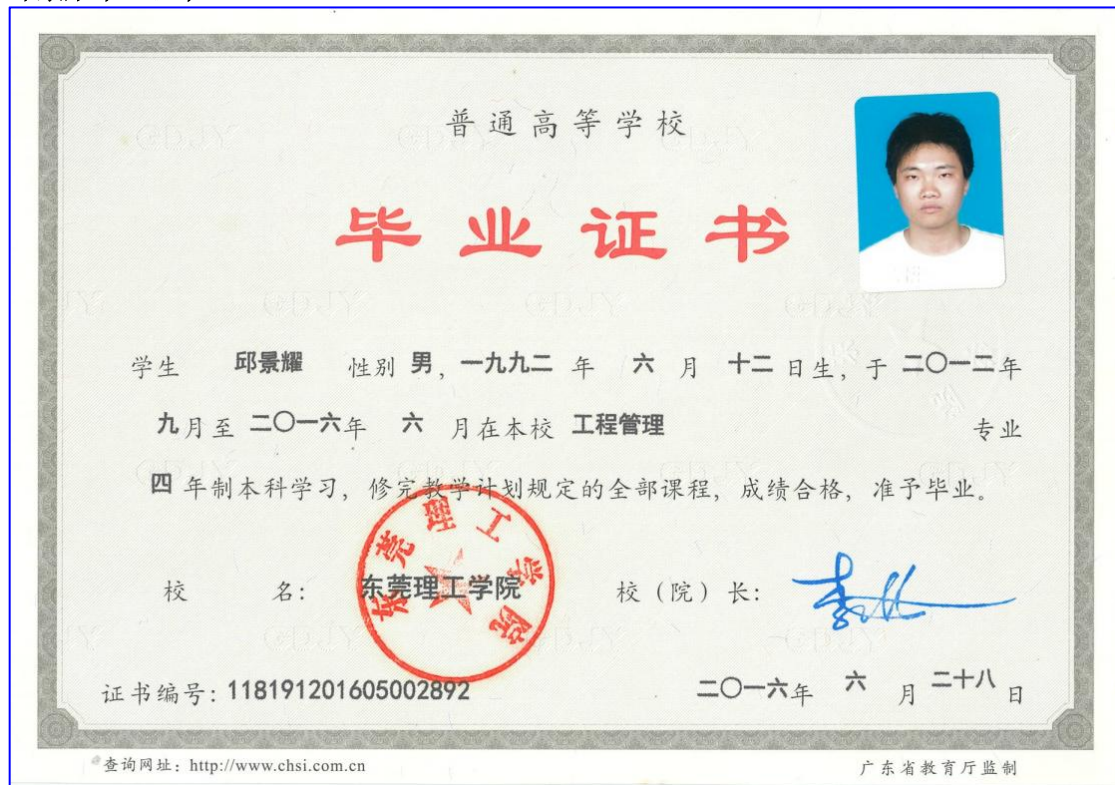 普通高等学校
毕业证书
学生 邱景耀 性别 男，一九九二 年 六 月 十二 日生，于 二〇一二年
九月至 二〇一六年 六 月在本校 工程管理 专业
四 年制本科学习，修完教学计划规定的全部课程，成绩合格，准予毕业。
东莞理工学院
校 名： 东莞理工学院 校（院）长：
证书编号：118191201605002892 二〇一六年 六 月 二十八 日
查询网址：http://www.chsi.com.cn 广东省教育厅监制